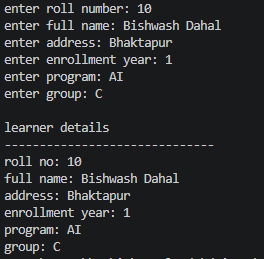 enter roll number: 10
enter full name: Bishwash Dahal
enter address: Bhaktapur
enter enrollment year: 1
enter program: AI
enter group: C
learner details
------------------------------
roll no: 10
full name: Bishwash Dahal
address: Bhaktapur
enrollment year: 1
program: AI
group: C